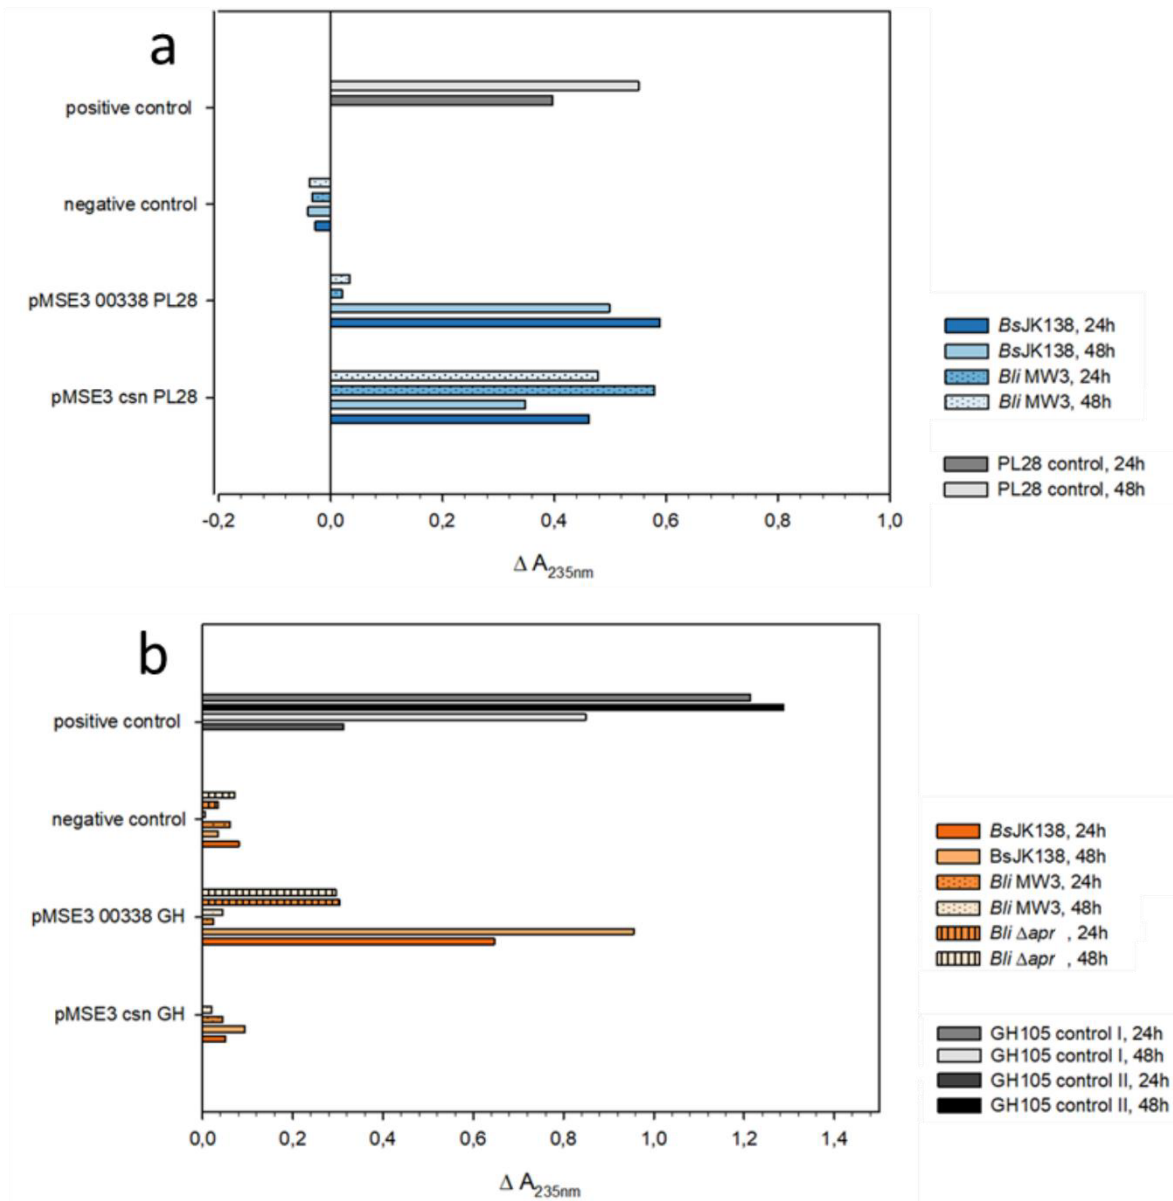 a
positive control
negative control
pMSE3 00338 PL28
pMSE3 csn PL28
-0,2 0,0 0,2 0,4 0,6 0,8 1,0
Δ A235nm
BsJK138, 24h
BsJK138, 48h
Bli MW3, 24h
Bli MW3, 48h
PL28 control, 24h
PL28 control, 48h
b
positive control
negative control
pMSE3 00338 GH
pMSE3 csn GH
0,0 0,2 0,4 0,6 0,8 1,0 1,2 1,4
Δ A235nm
BsJK138, 24h
BsJK138, 48h
Bli MW3, 24h
Bli MW3, 48h
Bli Δapr , 24h
Bli Δapr , 48h
GH105 control I, 24h
GH105 control I, 48h
GH105 control II, 24h
GH105 control II, 48h